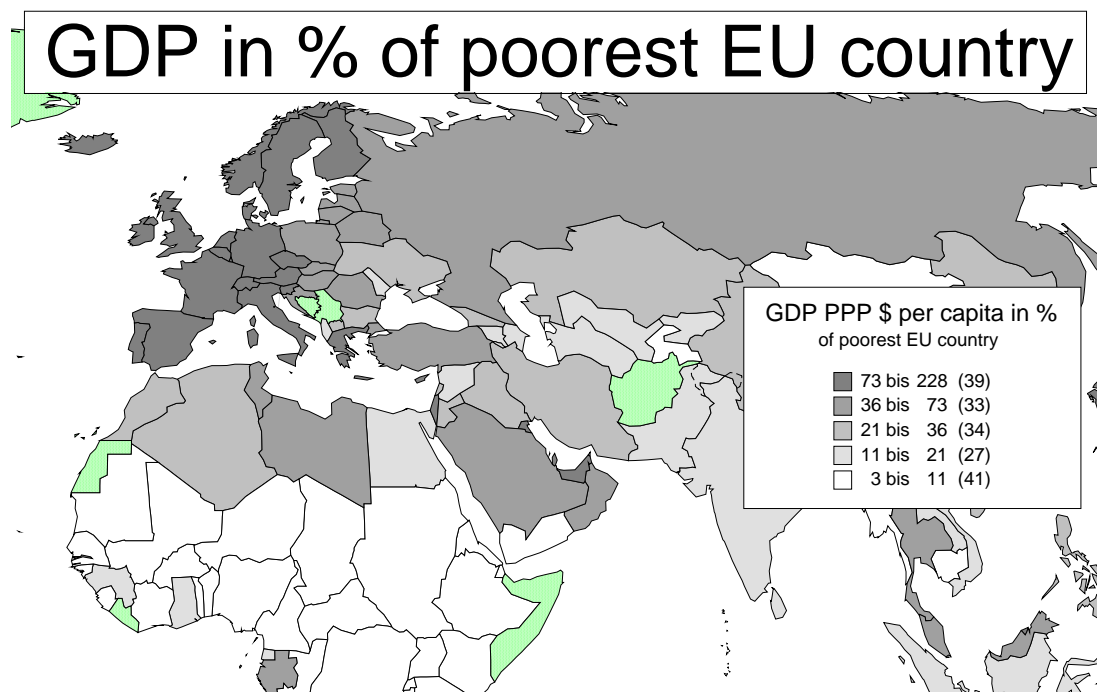 GDP in % of poorest EU country
GDP PPP $ per capita in %
of poorest EU country
73 bis 228 (39)
36 bis 73 (33)
21 bis 36 (34)
11 bis 21 (27)
3 bis 11 (41)